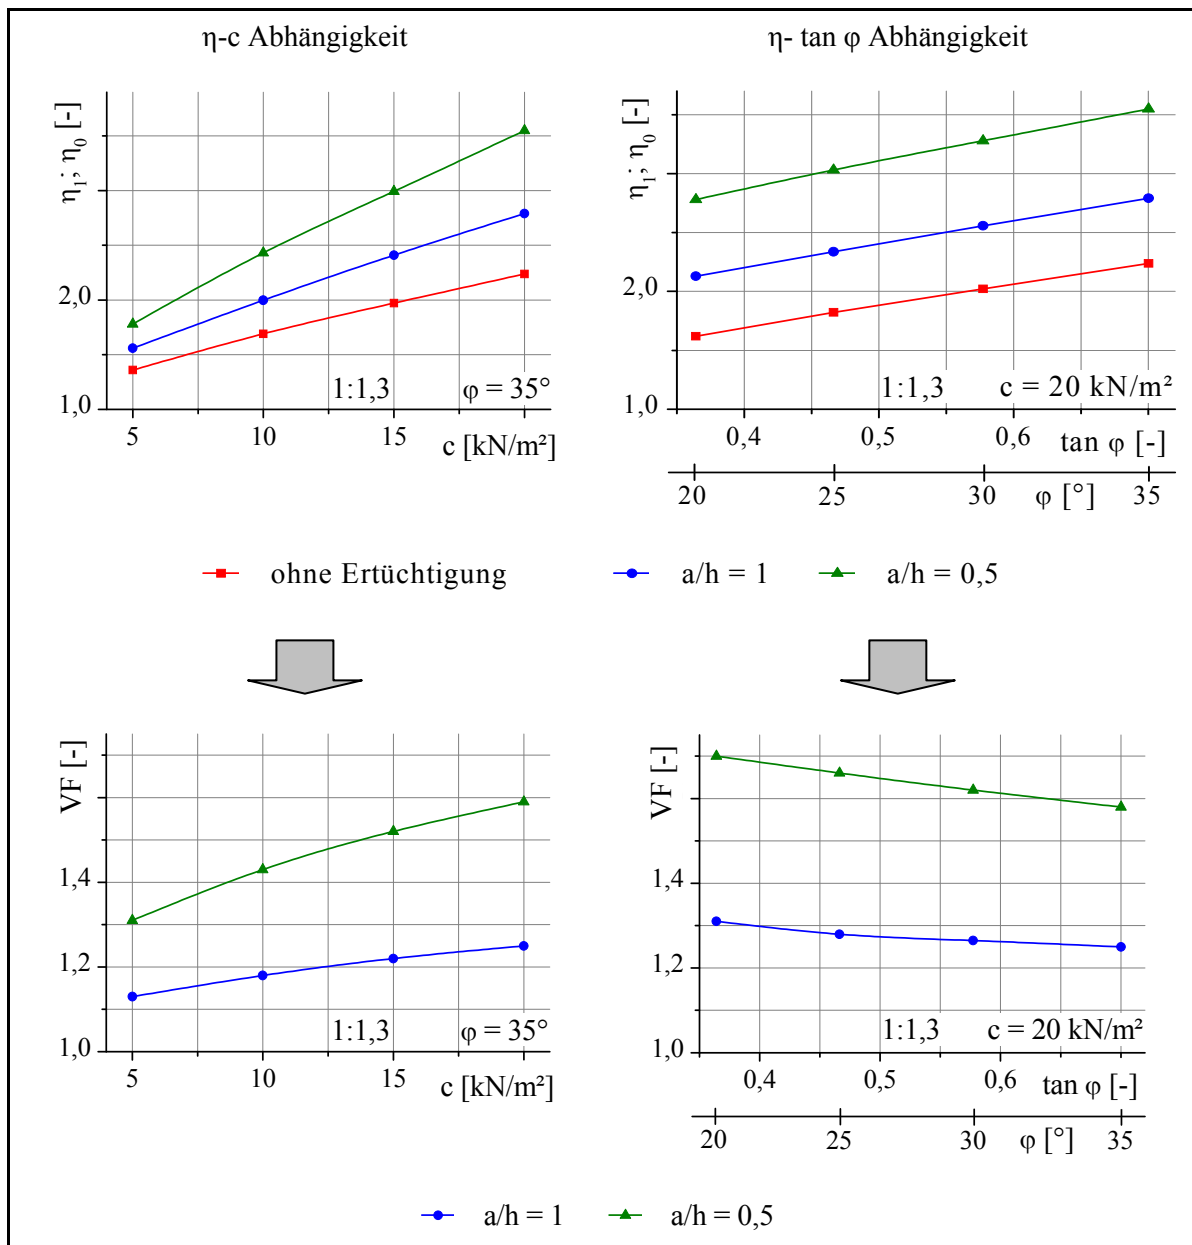 η-c Abhängigkeit
η- tan φ Abhängigkeit
η₁; η₀ [-]
2,0
1,0
5
10
15
1:1,3
φ = 35°
c [kN/m²]
η₁; η₀ [-]
2,0
1,0
1:1,3
c = 20 kN/m²
0,4
0,5
0,6
tan φ [-]
20
25
30
φ [°]
35
ohne Ertüchtigung
a/h = 1
a/h = 0,5
VF [-]
1,4
1,2
1,0
1:1,3
φ = 35°
5
10
15
c [kN/m²]
VF [-]
1,4
1,2
1,0
1:1,3
c = 20 kN/m²
0,4
0,5
0,6
tan φ [-]
20
25
30
φ [°]
35
a/h = 1
a/h = 0,5